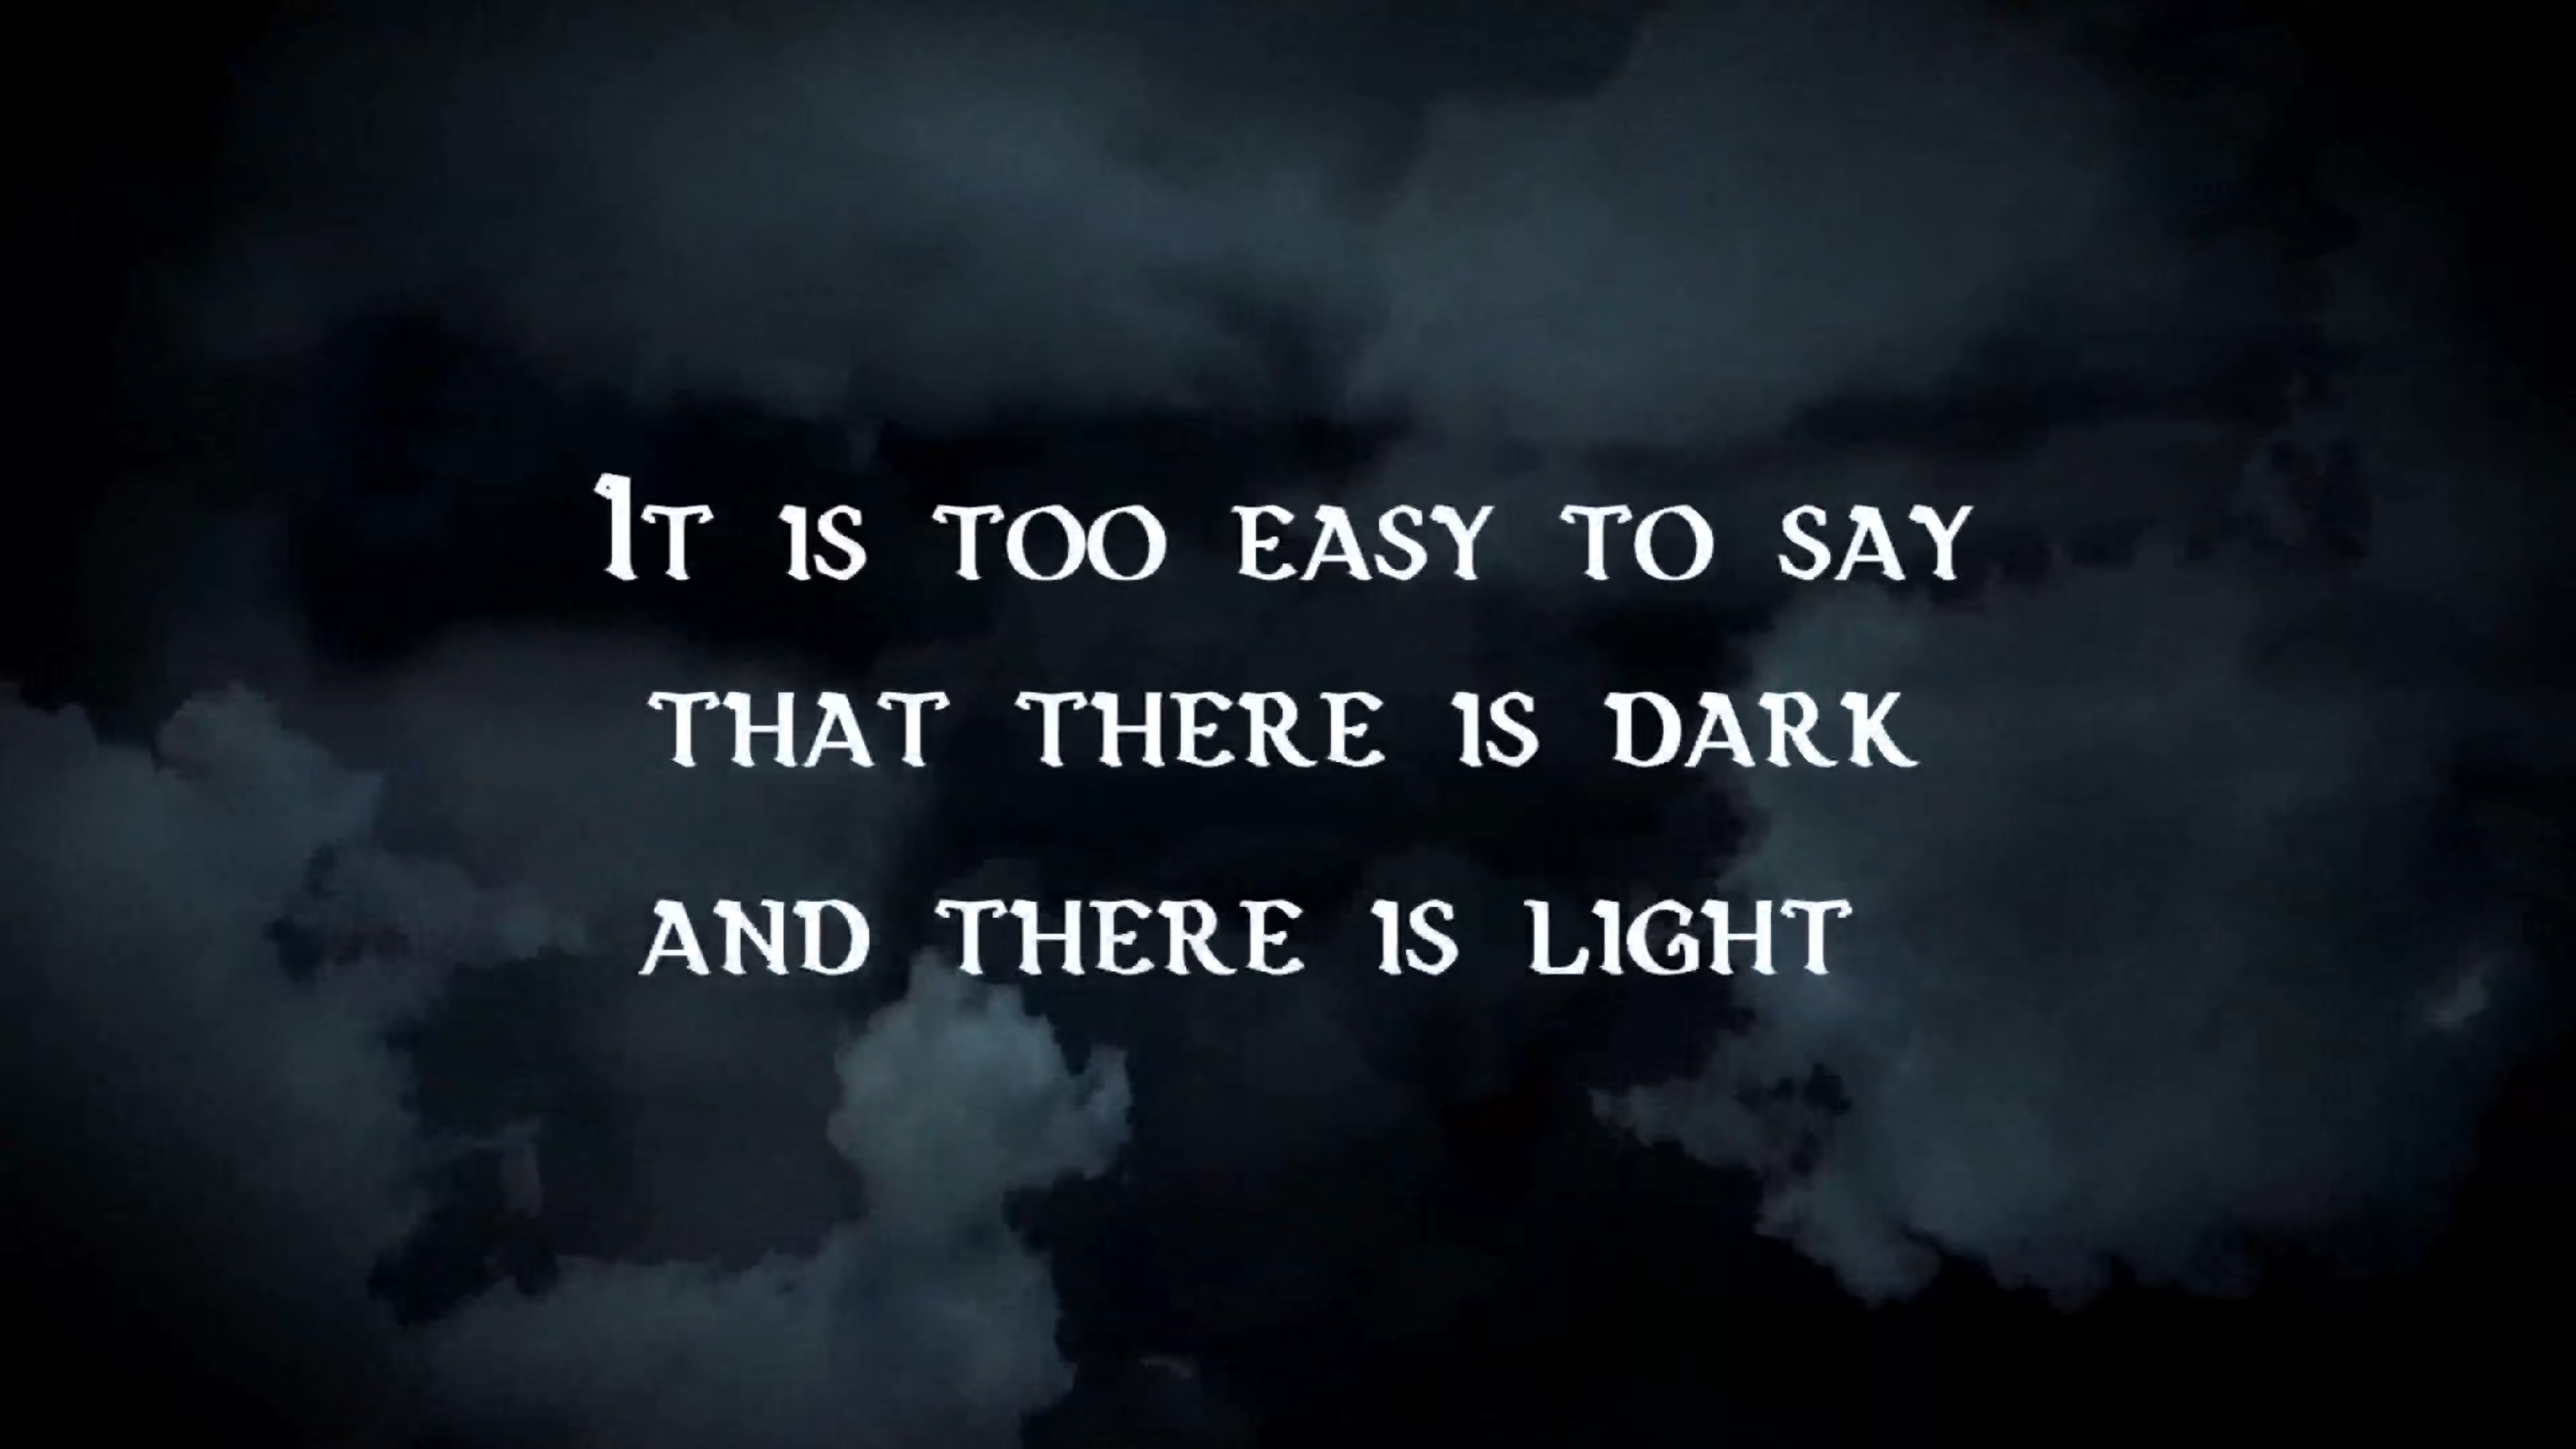 It is too easy to say
that there is dark
and there is light